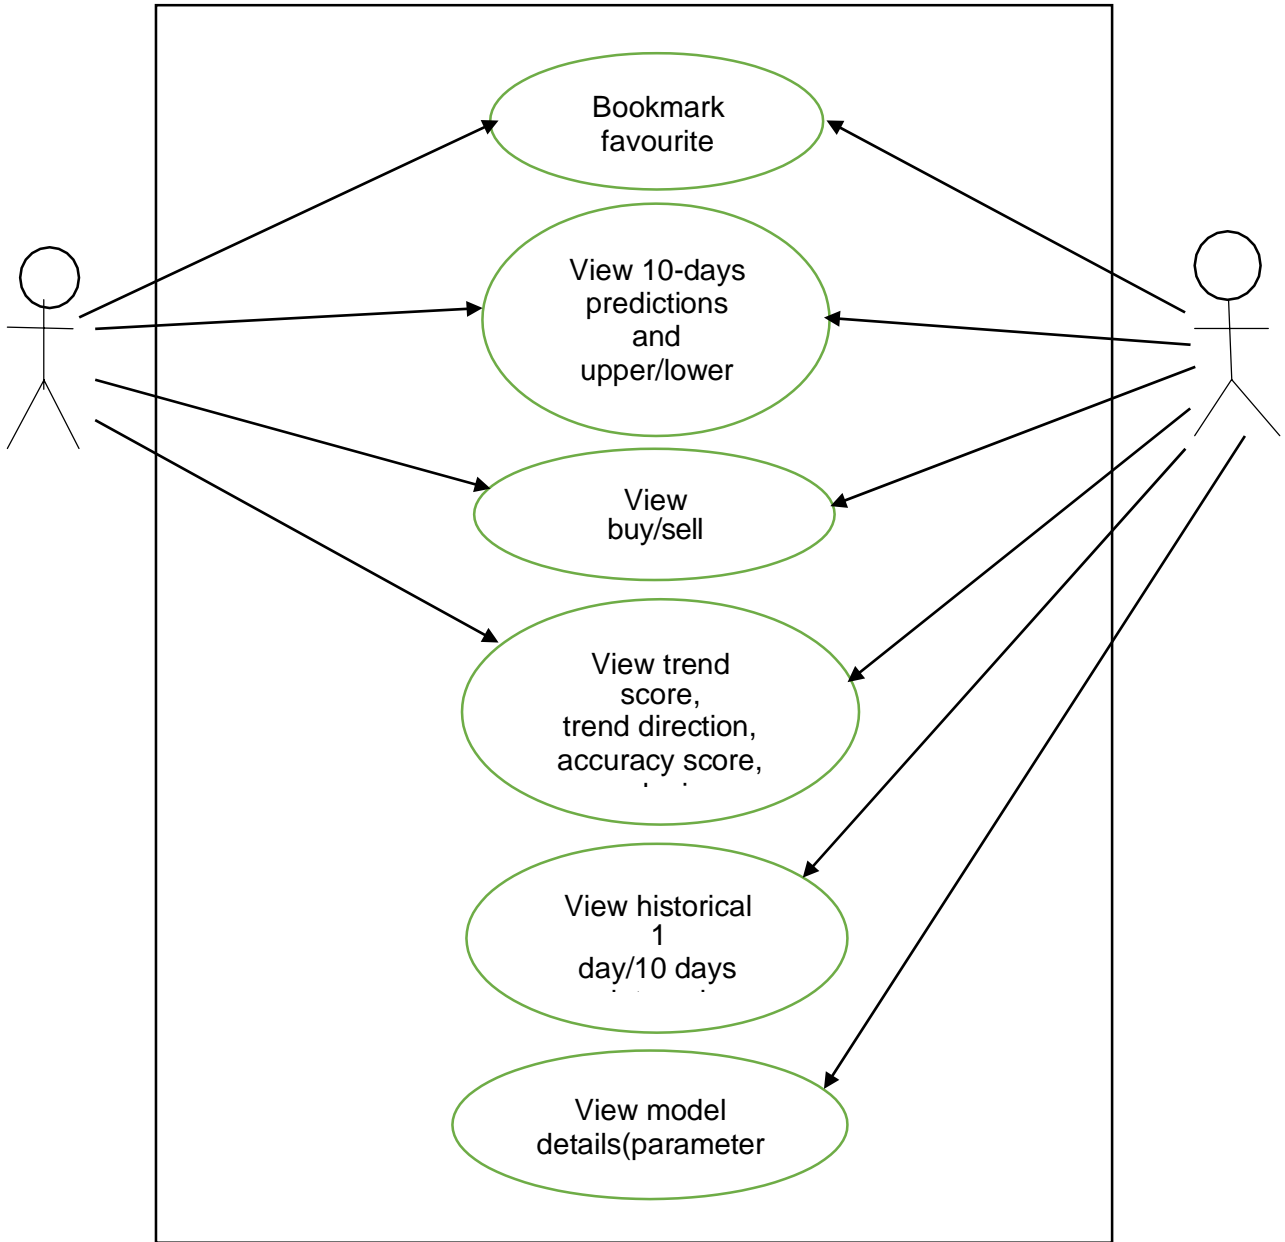 Bookmark
favourite
View 10-days
predictions
and
upper/lower
View
buy/sell
View trend
score,
trend direction,
accuracy score,
View historical
1
day/10 days
View model
details(parameter